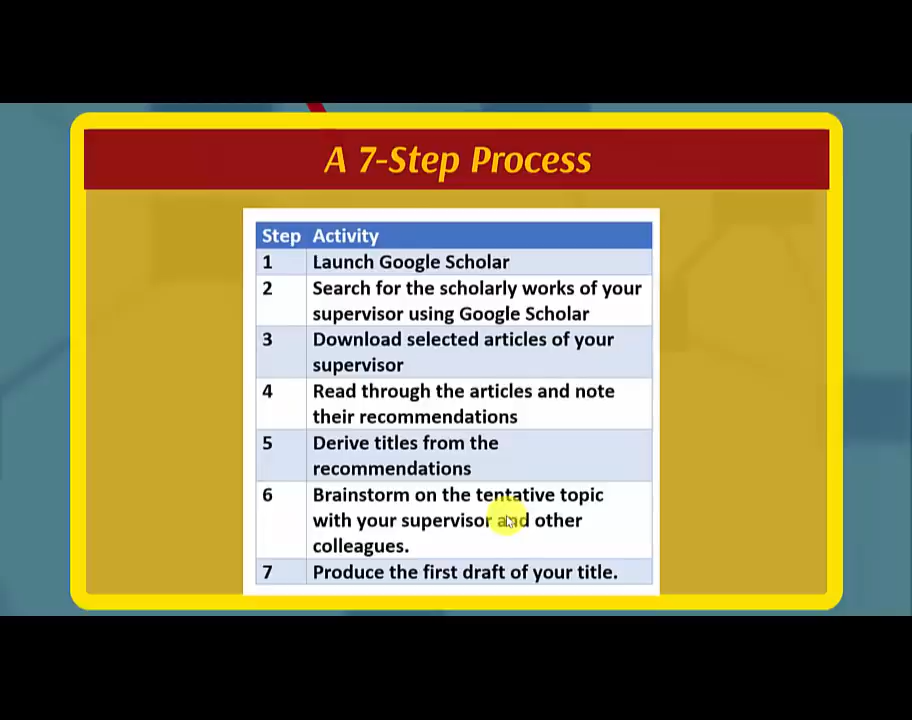 A 7-Step Process
Step Activity
1 Launch Google Scholar
2 Search for the scholarly works of your
supervisor using Google Scholar
3 Download selected articles of your
supervisor
4 Read through the articles and note
their recommendations
5 Derive titles from the
recommendations
6 Brainstorm on the tentative topic
with your supervisor and other
colleagues.
7 Produce the first draft of your title.